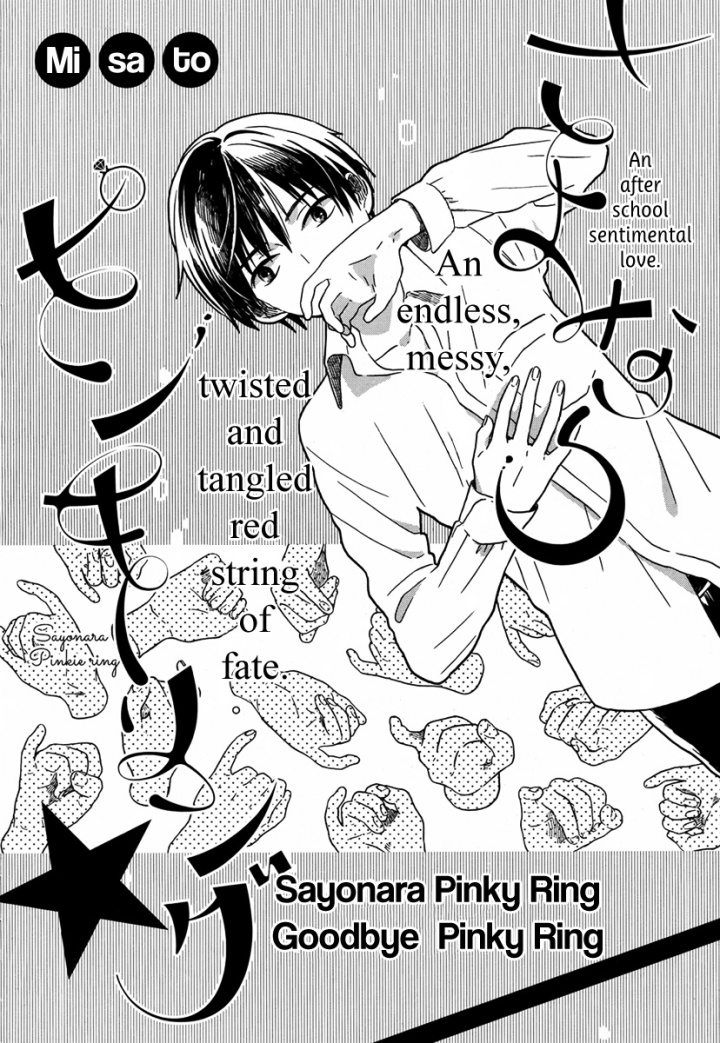 Mi sa to
さよなら
ピンキーリング
An
after
school
sentimental
love.
An
endless,
messy,
twisted
and
tangled
red
string
of
fate.
Sayonara
Pinkie ring
Sayonara Pinky Ring
Goodbye Pinky Ring